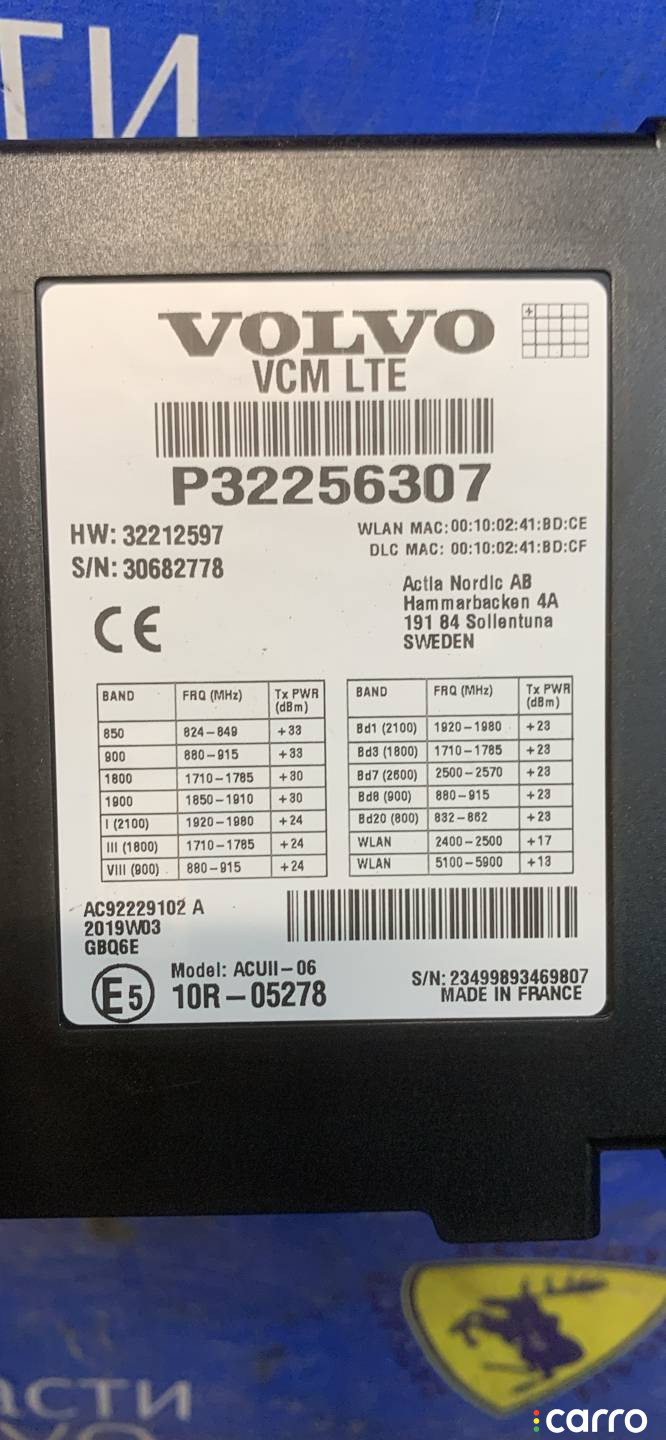 ТИ
VOLVO
VCM LTE
P32256307
HW: 32212597
S/N: 30682778
WLAN MAC:00:10:02:41:BD:CE
DLC MAC: 00:10:02:41:BD:CF
Actia Nordic AB
Hammarbacken 4A
191 84 Sollentuna
SWEDEN
CE
BAND FRQ (MHz) Tx PWR (dBm)
850 824-849 +33
900 880-915 +33
1800 1710-1785 +30
1900 1850-1910 +30
I (2100) 1920-1980 +24
III (1800) 1710-1785 +24
VIII (900) 880-915 +24
BAND FRQ (MHz) Tx PWR (dBm)
Bd1 (2100) 1920-1980 +23
Bd3 (1800) 1710-1785 +23
Bd7 (2600) 2500-2570 +23
Bd8 (900) 880-915 +23
Bd20 (800) 832-862 +23
WLAN 2400-2500 +17
WLAN 5100-5900 +13
AC92229102 A
2019W03
GBQ6E
E5
Model: ACUII-06
10R-05278
S/N: 23499893469807
MADE IN FRANCE
АСТИ
carro